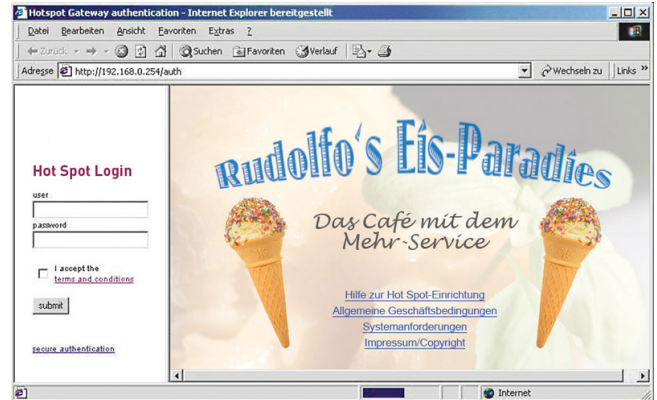 Hotspot Gateway authentication - Internet Explorer bereitgestellt
Datei Bearbeiten Ansicht Favoriten Extras ?
Zurück Suchen Favoriten Verlauf
Adresse http://192.168.0.254/auth Wechseln zu Links »
Hot Spot Login
user
password
I accept the
terms and conditions
submit
secure authentication
Rudolfo's Eis-Paradies
Das Café mit dem
Mehr-Service
Hilfe zur Hot Spot-Einrichtung
Allgemeine Geschäftsbedingungen
Systemanforderungen
Impressum/Copyright
Internet